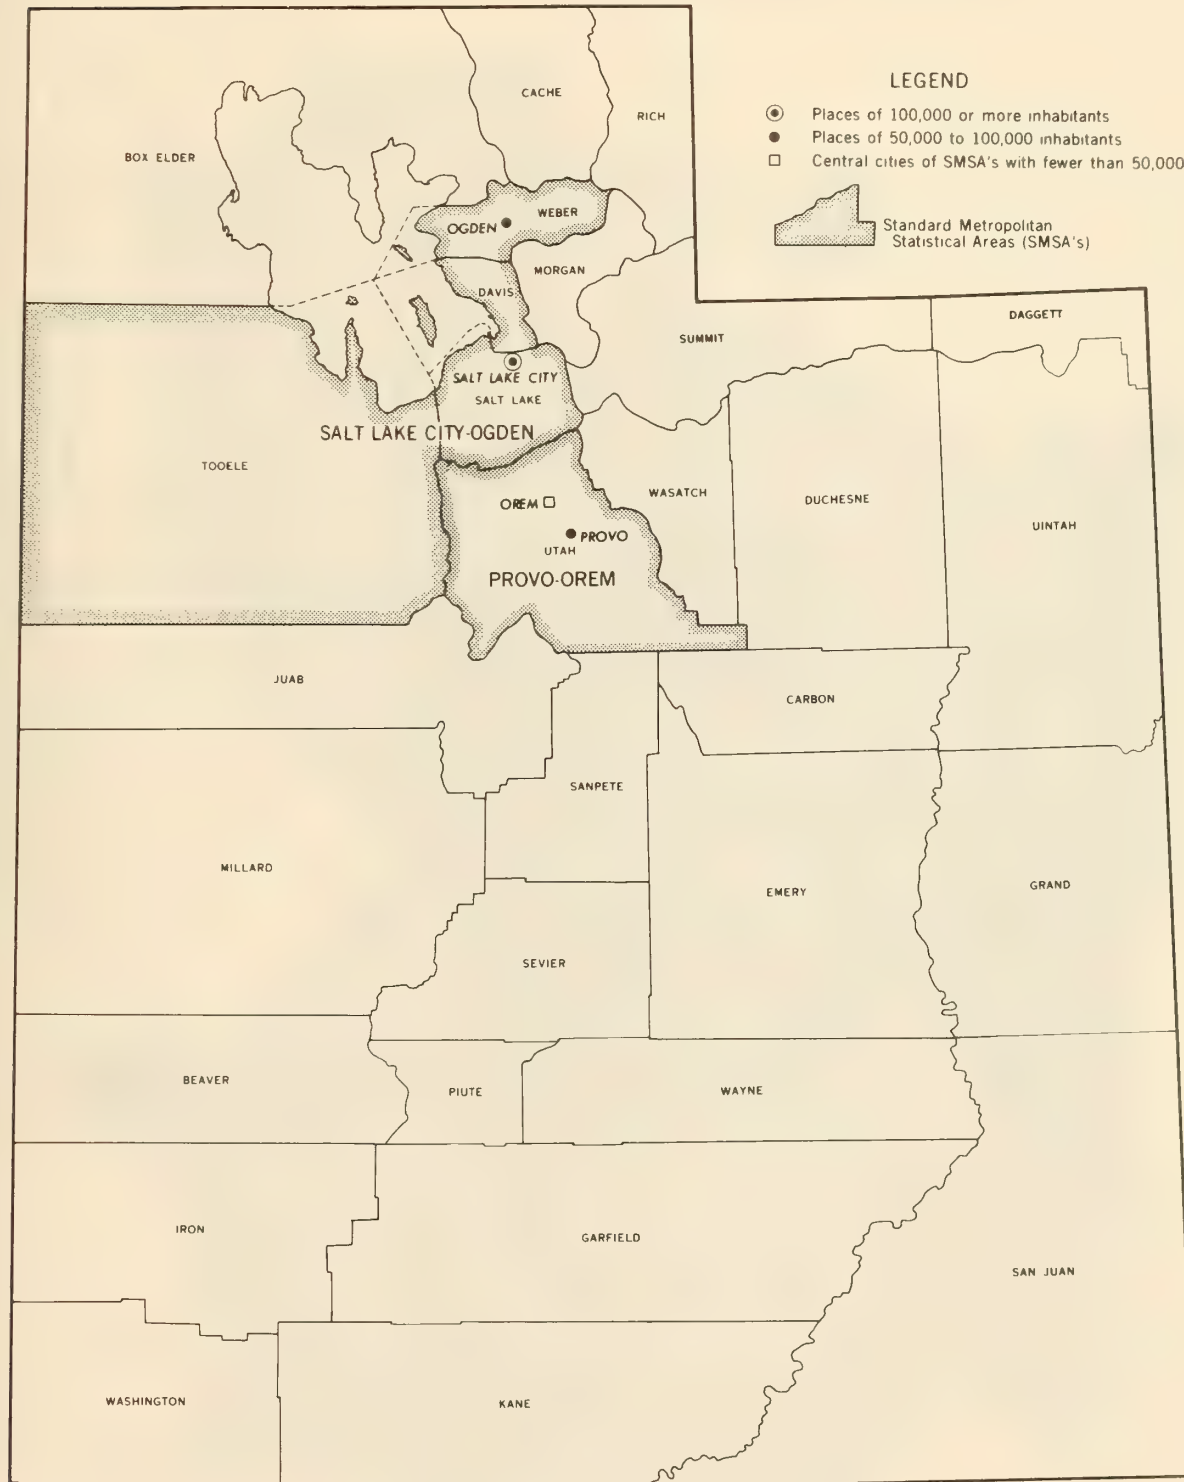 LEGEND
Places of 100,000 or more inhabitants
Places of 50,000 to 100,000 inhabitants
Central cities of SMSA's with fewer than 50,000
Standard Metropolitan
Statistical Areas (SMSA's)
CACHE
RICH
BOX ELDER
WEBER
OGDEN
MORGAN
DAVIS
DAGGETT
SUMMIT
SALT LAKE CITY
SALT LAKE
SALT LAKE CITY-OGDEN
TOOELE
WASATCH
DUCHESNE
UINTAH
OREM
PROVO
UTAH
PROVO-OREM
JUAB
CARBON
SANPETE
MILLARD
EMERY
GRAND
SEVIER
BEAVER
PIUTE
WAYNE
IRON
GARFIELD
SAN JUAN
WASHINGTON
KANE